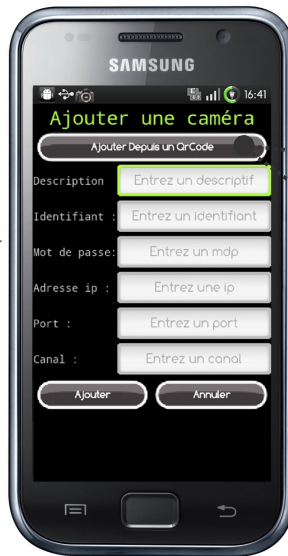 SAMSUNG
16:41
Ajouter une caméra
Ajouter Depuis un QrCode
Description Entrez un descriptif
Identifiant : Entrez un identifiant
Mot de passe: Entrez un mdp
Adresse ip : Entrez une ip
Port : Entrez un port
Canal : Entrez un canal
Ajouter Annuler